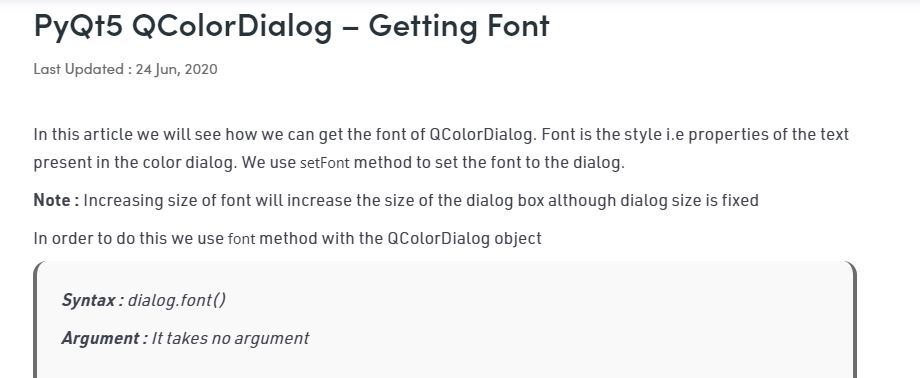 PyQt5 QColorDialog – Getting Font
Last Updated : 24 Jun, 2020
In this article we will see how we can get the font of QColorDialog. Font is the style i.e properties of the text
present in the color dialog. We use setFont method to set the font to the dialog.
Note : Increasing size of font will increase the size of the dialog box although dialog size is fixed
In order to do this we use font method with the QColorDialog object
Syntax : dialog.font()
Argument : It takes no argument